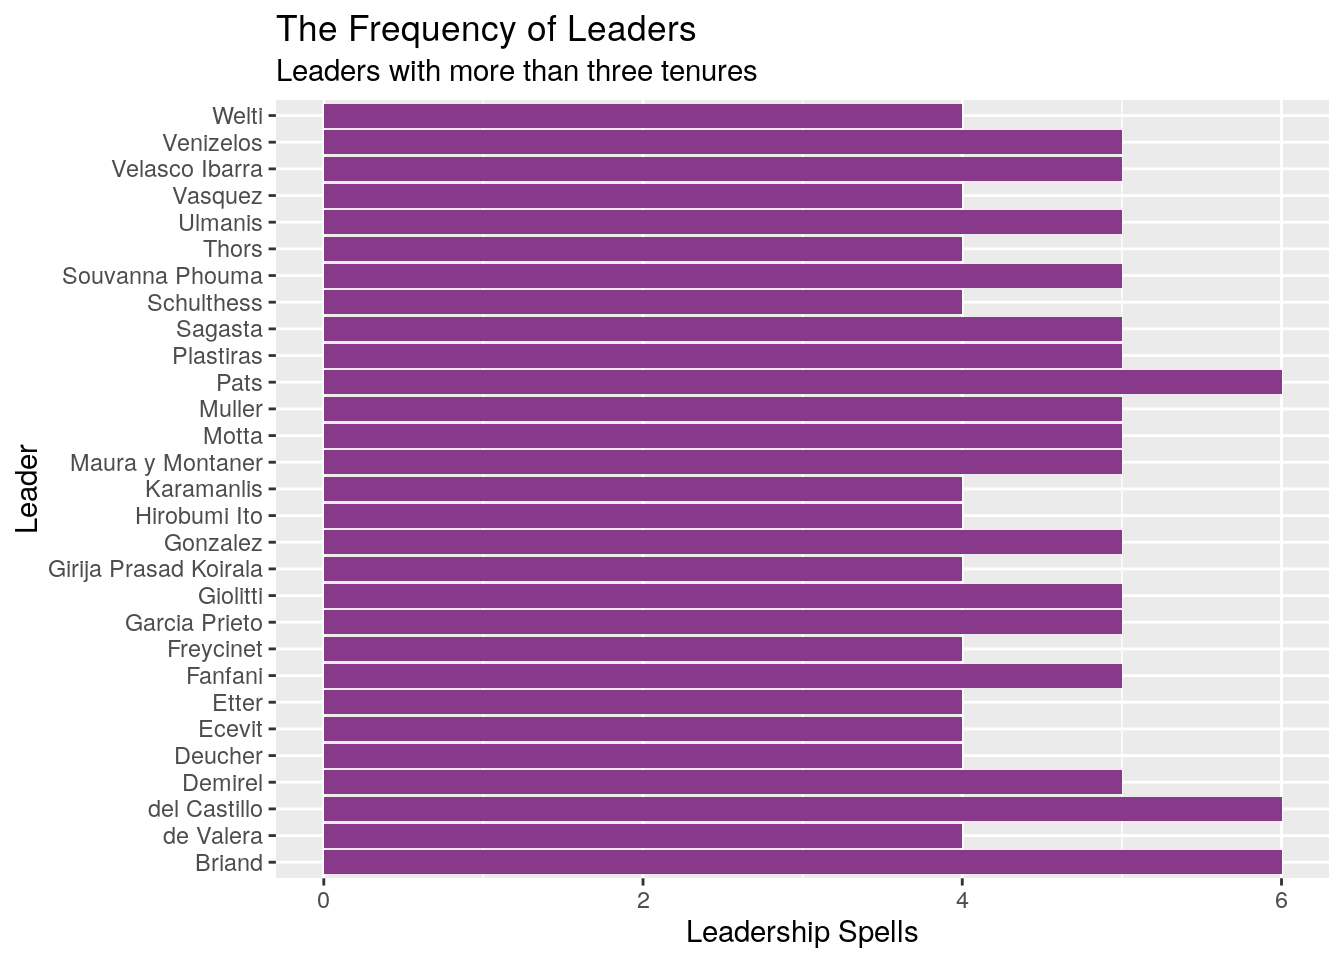 The Frequency of Leaders
Leaders with more than three tenures
Welti
Venizelos
Velasco Ibarra
Vasquez
Ulmanis
Thors
Souvanna Phouma
Schulthess
Sagasta
Plastiras
Pats
Muller
Motta
Maura y Montaner
Karamanlis
Hirobumi Ito
Gonzalez
Girija Prasad Koirala
Giolitti
Garcia Prieto
Freycinet
Fanfani
Etter
Ecevit
Deucher
Demirel
del Castillo
de Valera
Briand
Leader
0 2 4 6
Leadership Spells